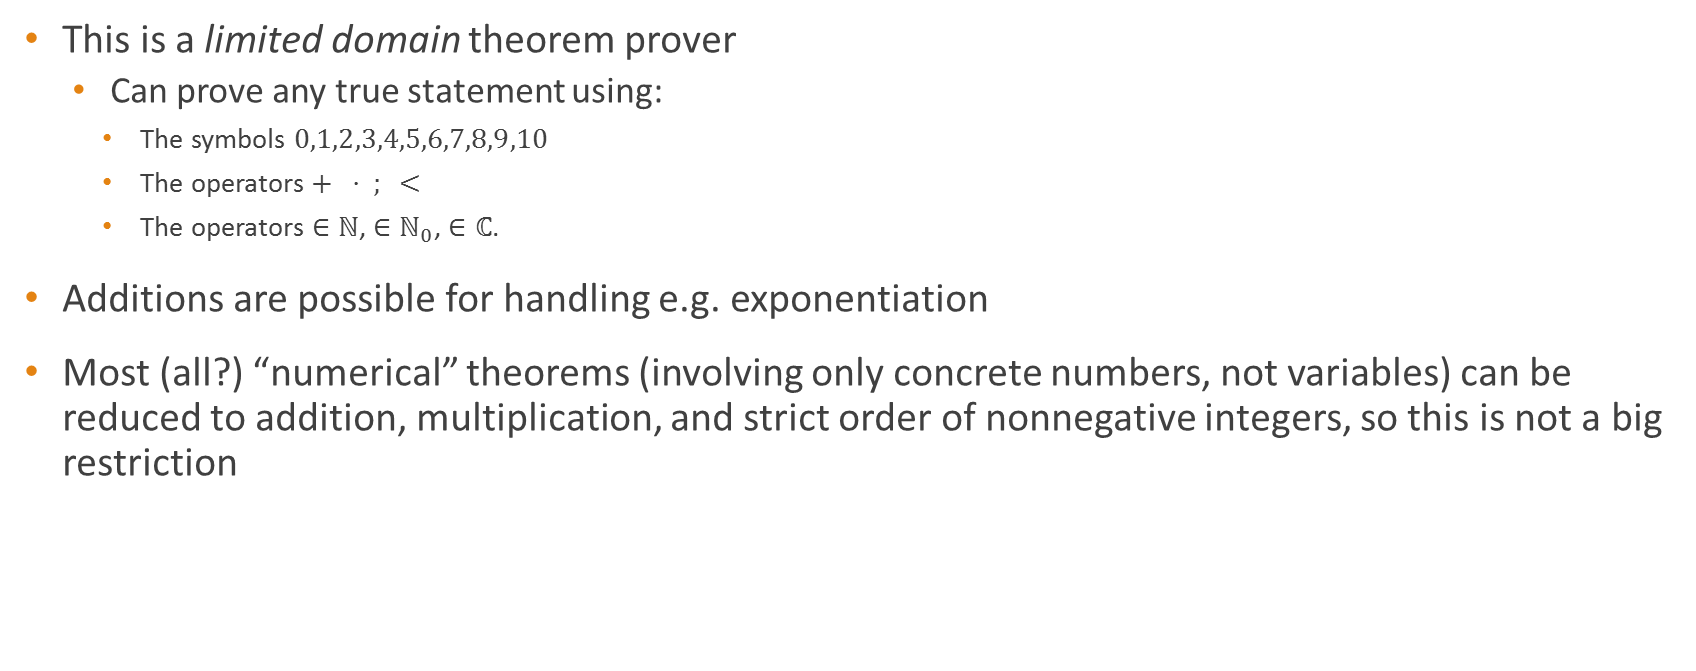 • This is a limited domain theorem prover
• Can prove any true statement using:
• The symbols 0,1,2,3,4,5,6,7,8,9,10
• The operators + · ; <
• The operators ∈ ℕ, ∈ ℕ₀, ∈ ℂ.
• Additions are possible for handling e.g. exponentiation
• Most (all?) “numerical” theorems (involving only concrete numbers, not variables) can be
reduced to addition, multiplication, and strict order of nonnegative integers, so this is not a big
restriction